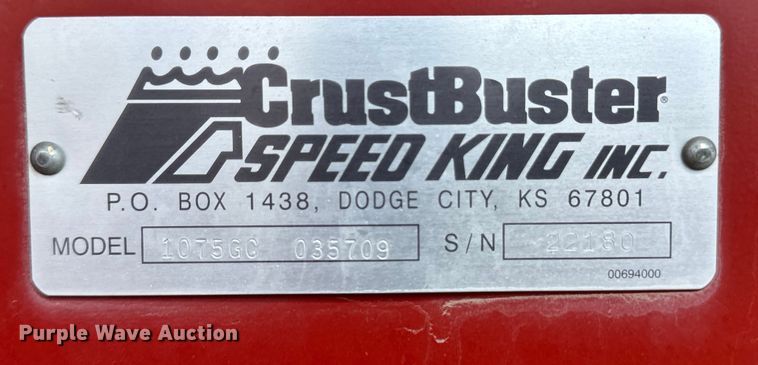 CrustBuster®
SPEED KING INC.
P.O. BOX 1438, DODGE CITY, KS 67801
MODEL 1075GC 035709 S/N 22180
00694000
Purple Wave Auction